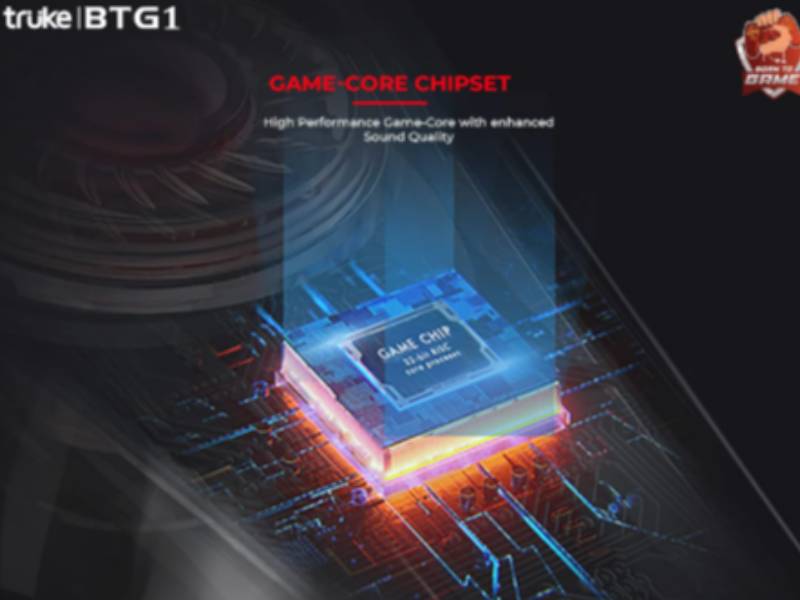 truke | BTG1
BORN TO
GAME
GAME-CORE CHIPSET
High Performance Game-Core with enhanced
Sound Quality
GAME CHIP
32-bit RISC
core processor